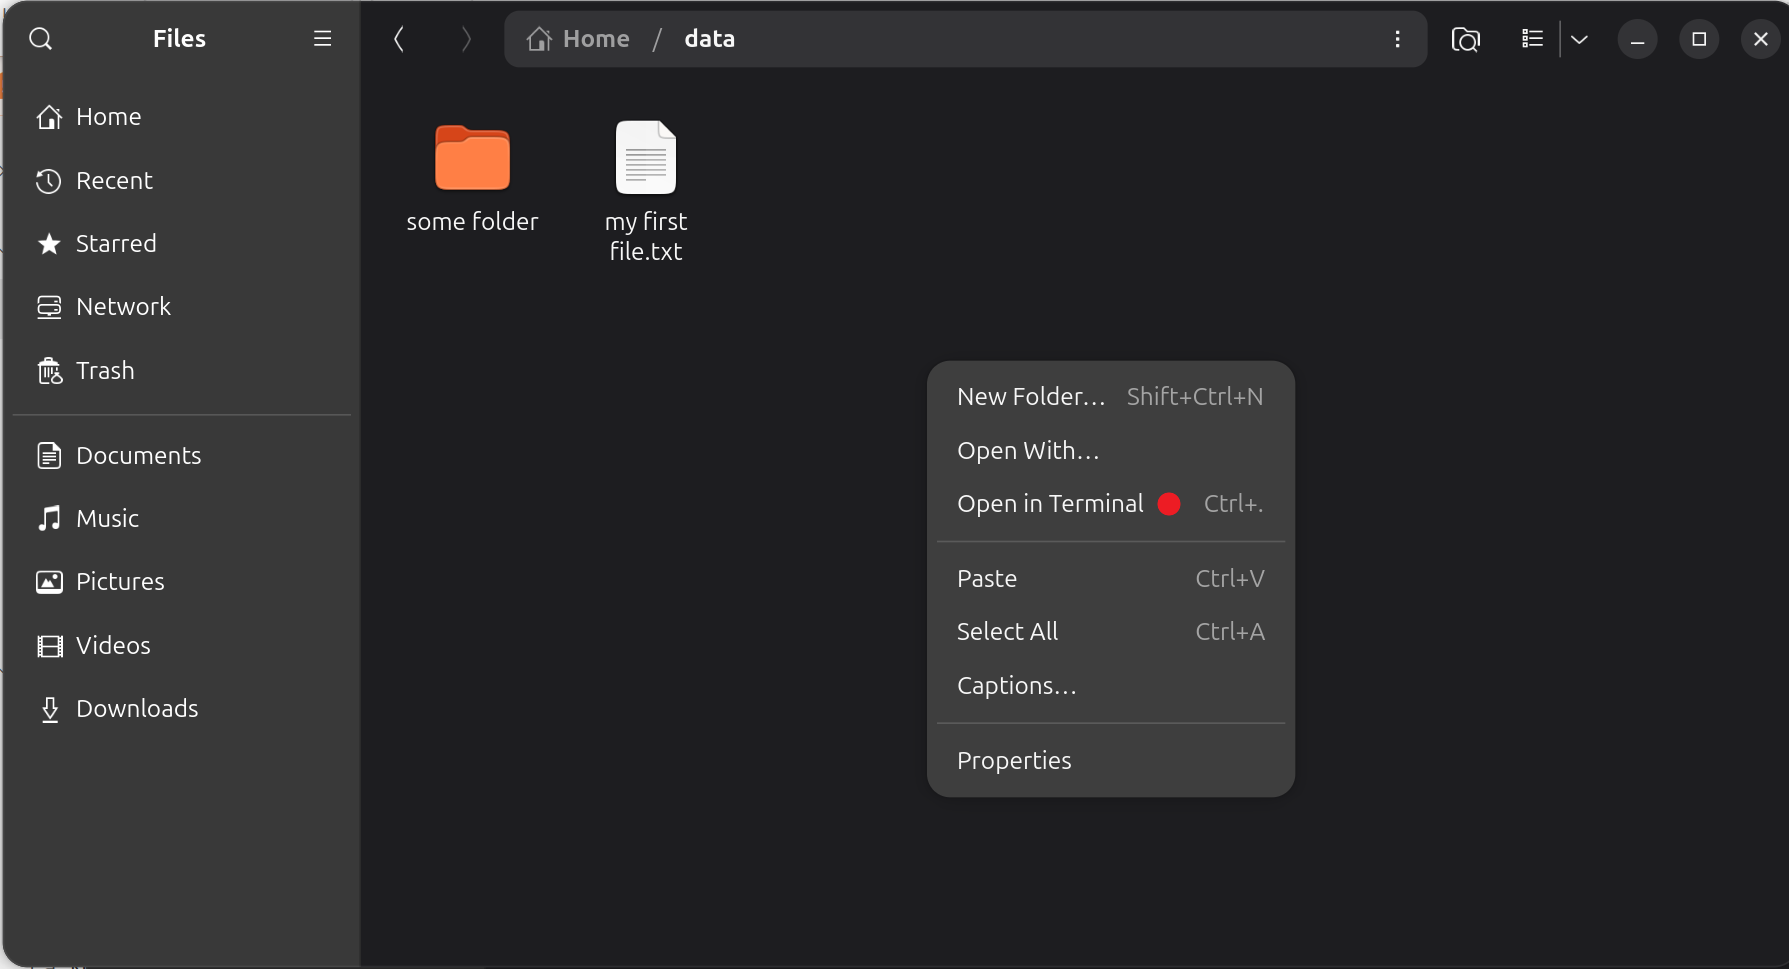 Files
Home / data
Home
Recent
Starred
Network
Trash
Documents
Music
Pictures
Videos
Downloads
some folder
my first
file.txt
New Folder… Shift+Ctrl+N
Open With…
Open in Terminal Ctrl+.
Paste Ctrl+V
Select All Ctrl+A
Captions…
Properties